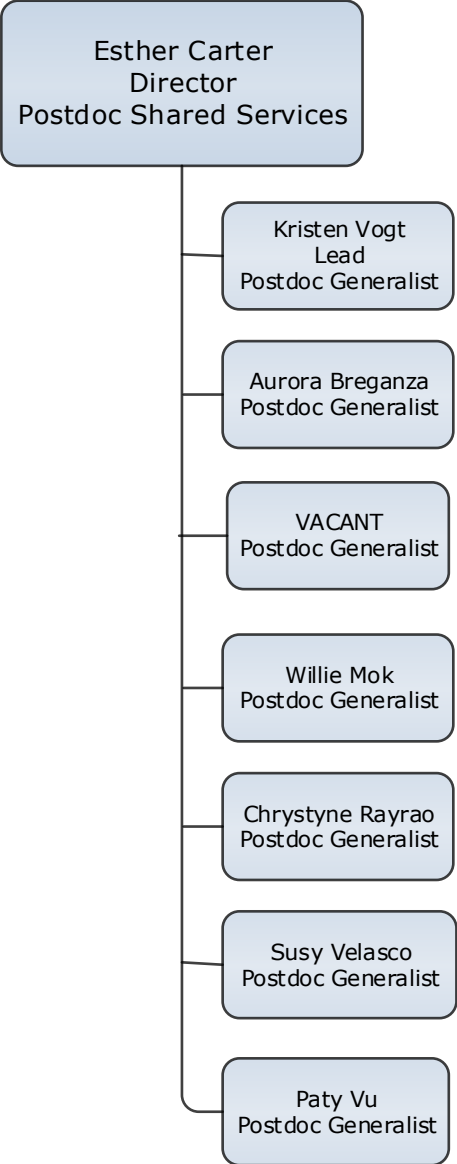 Esther Carter
Director
Postdoc Shared Services
Kristen Vogt
Lead
Postdoc Generalist
Aurora Breganza
Postdoc Generalist
VACANT
Postdoc Generalist
Willie Mok
Postdoc Generalist
Chrystyne Rayrao
Postdoc Generalist
Susy Velasco
Postdoc Generalist
Paty Vu
Postdoc Generalist